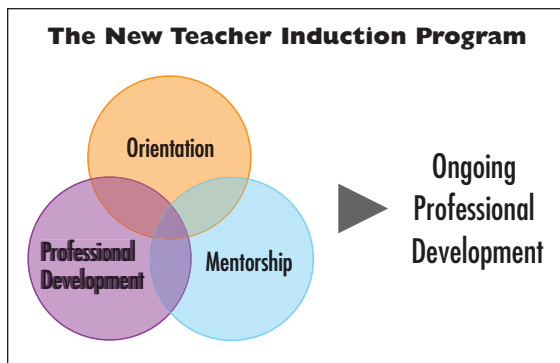 The New Teacher Induction Program
Orientation
Professional
Development
Mentorship
Ongoing
Professional
Development